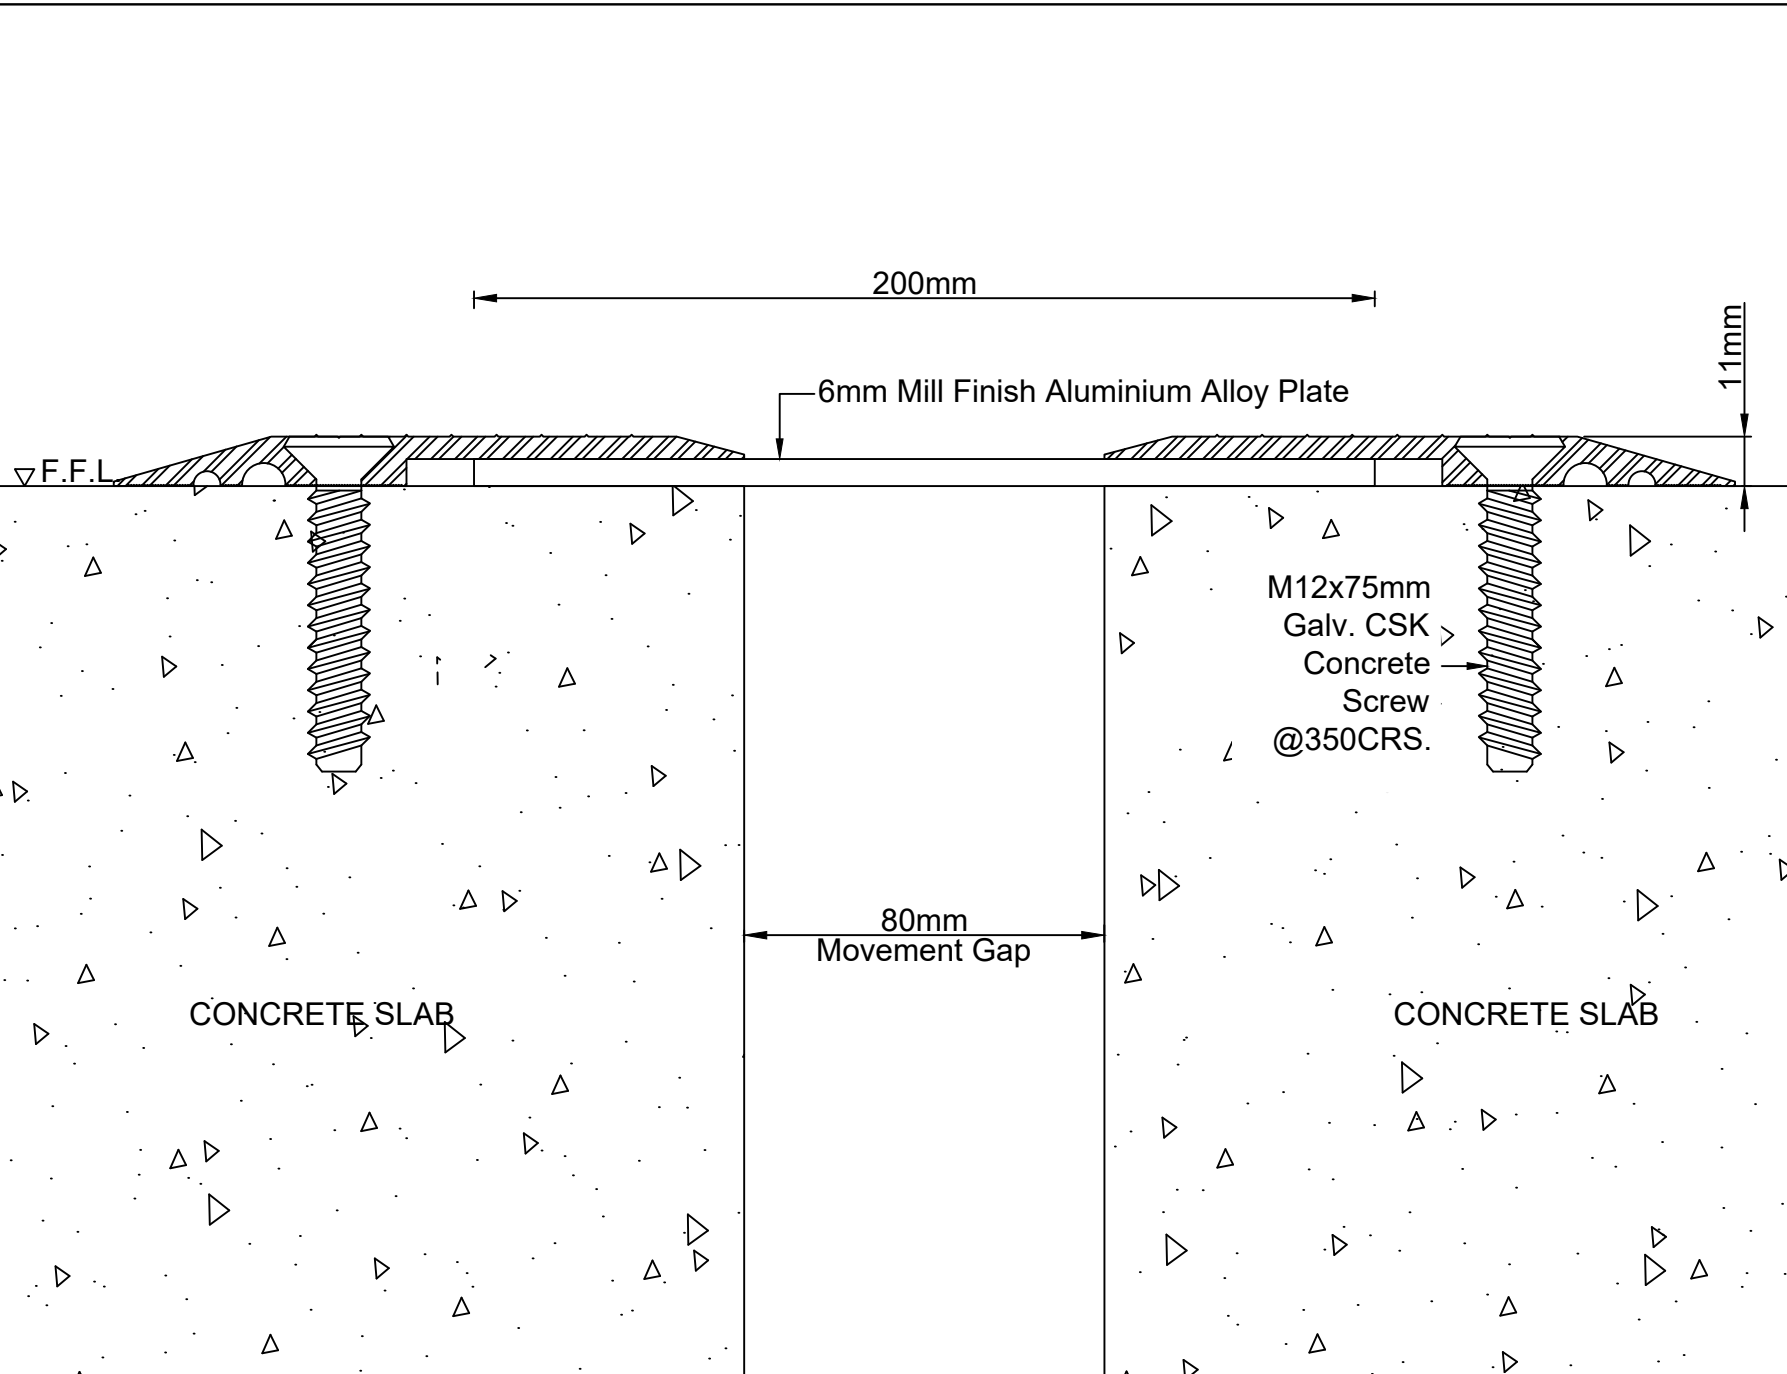 200mm
11mm
6mm Mill Finish Aluminium Alloy Plate
F.F.L
M12x75mm
Galv. CSK
Concrete
Screw
@350CRS.
80mm
Movement Gap
CONCRETE SLAB
CONCRETE SLAB